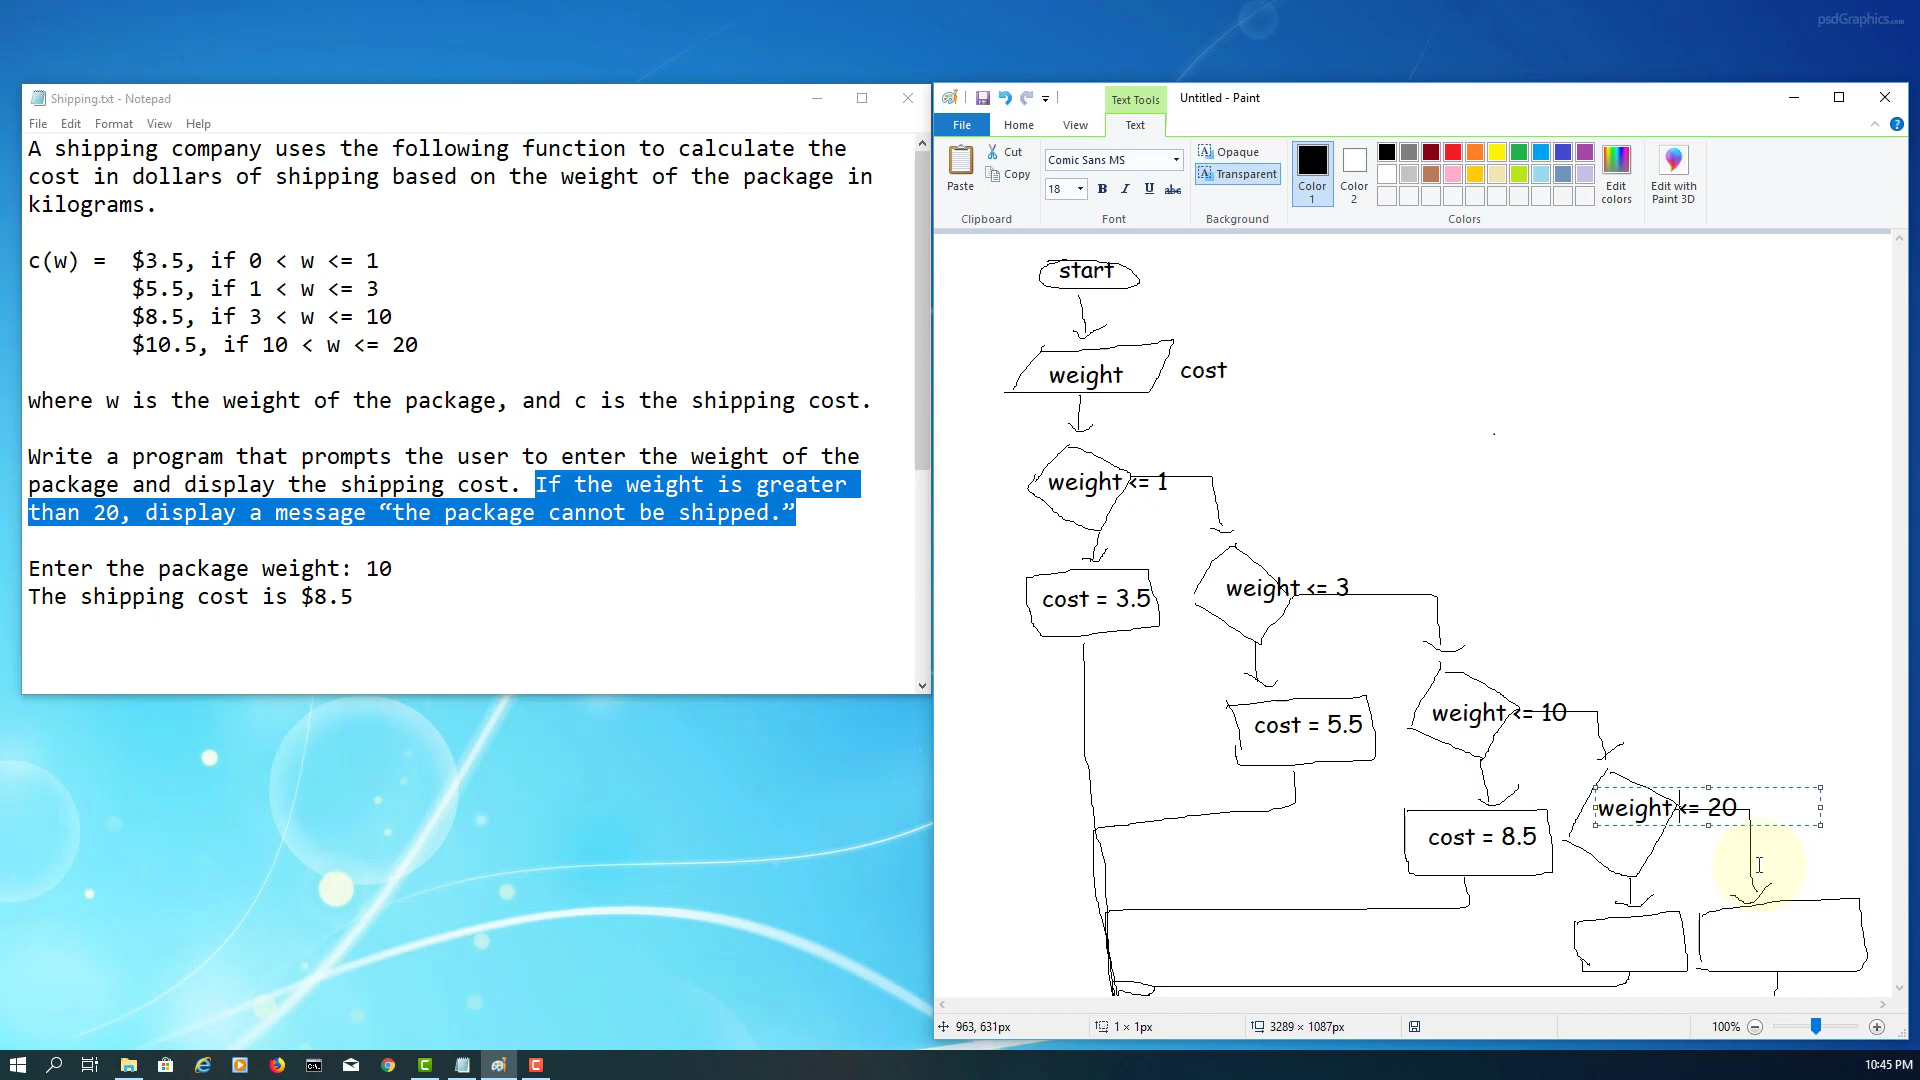 psdGraphics.com
Shipping.txt - Notepad
File Edit Format View Help
A shipping company uses the following function to calculate the
cost in dollars of shipping based on the weight of the package in
kilograms.
c(w) = $3.5, if 0 < w <= 1
$5.5, if 1 < w <= 3
$8.5, if 3 < w <= 10
$10.5, if 10 < w <= 20
where w is the weight of the package, and c is the shipping cost.
Write a program that prompts the user to enter the weight of the
package and display the shipping cost. If the weight is greater
than 20, display a message “the package cannot be shipped.”
Enter the package weight: 10
The shipping cost is $8.5
Text Tools
Untitled - Paint
File Home View Text
Paste
Cut
Copy
Clipboard
Comic Sans MS
18 B I U abc
Font
Opaque
Transparent
Background
Color 1
Color 2
Edit colors
Colors
Edit with Paint 3D
start
weight
cost
weight <= 1
cost = 3.5
weight <= 3
cost = 5.5
weight <= 10
cost = 8.5
weight <= 20
963, 631px
1 × 1px
3289 × 1087px
100%
10:45 PM